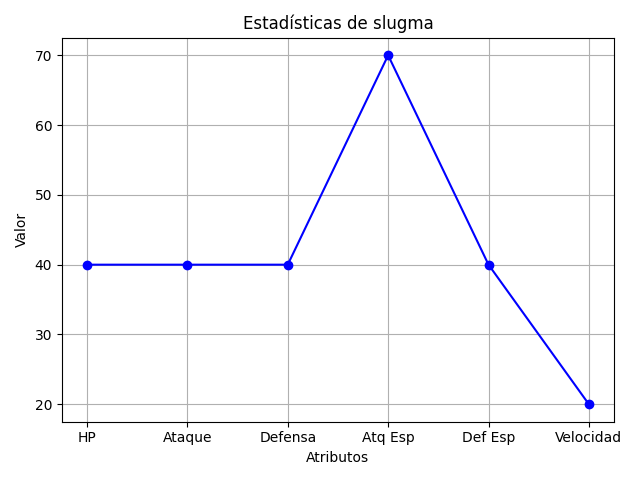 Estadísticas de slugma
70
60
50
40
30
20
Valor
HP Ataque Defensa Atq Esp Def Esp Velocidad
Atributos